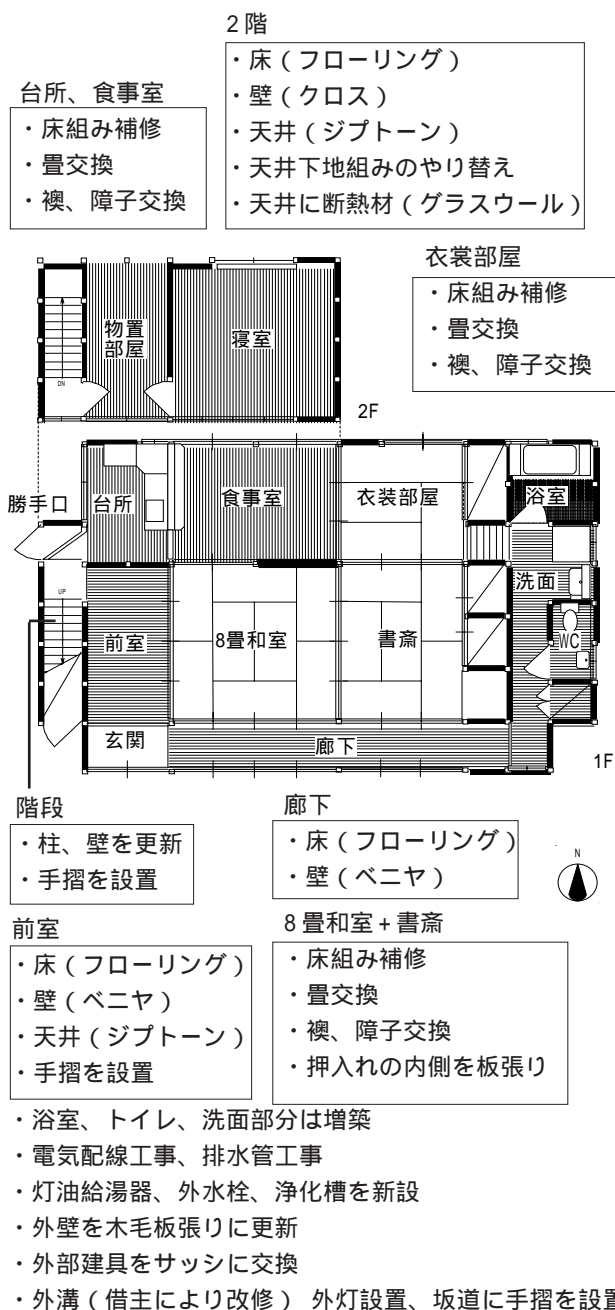 2階
・床(フローリング)
・壁(クロス)
・天井(ジプトーン)
・天井下地組みのやり替え
・天井に断熱材(グラスウール)
台所、食事室
・床組み補修
・畳交換
・襖、障子交換
衣裳部屋
・床組み補修
・畳交換
・襖、障子交換
物置
部屋
寝室
DN
2F
勝手口
台所
食事室
衣装部屋
浴室
洗面
UP
前室
8畳和室
書斎
WC
玄関
廊下
1F
階段
・柱、壁を更新
・手摺を設置
廊下
・床(フローリング)
・壁(ベニヤ)
N
前室
・床(フローリング)
・壁(ベニヤ)
・天井(ジプトーン)
・手摺を設置
8畳和室+書斎
・床組み補修
・畳交換
・襖、障子交換
・押入れの内側を板張り
・浴室、トイレ、洗面部分は増築
・電気配線工事、排水管工事
・灯油給湯器、外水栓、浄化槽を新設
・外壁を木毛板張りに更新
・外部建具をサッシに交換
・外溝(借主により改修) 外灯設置、坂道に手摺を設置